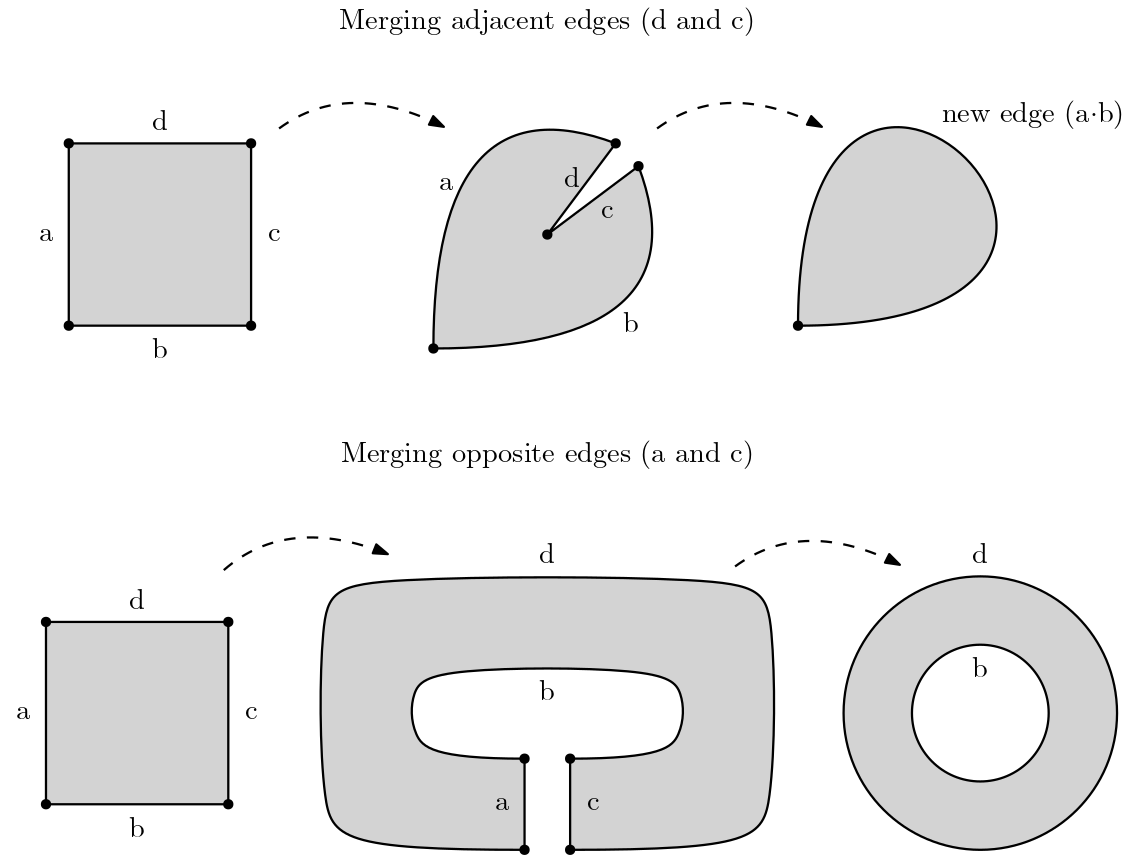 Merging adjacent edges (d and c)
new edge (a·b)
d
a
c
b
a
d
c
b
Merging opposite edges (a and c)
d
a
c
b
d
b
a
c
d
b